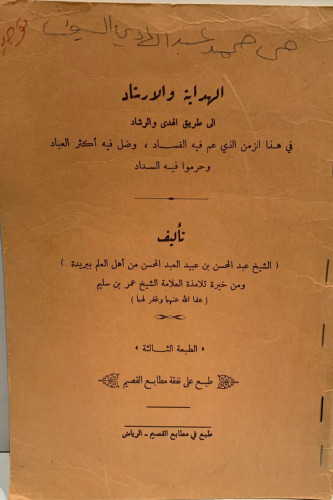 حمد عبد الهادي
الهداية والارشاد
الى طريق الهدى والرشاد
في هذا الزمن الذي عم فيه الفساد ، وضل فيه أكثر العباد
وحرموا فيه السداد
تأليف
( الشيخ عبد المحسن بن عبيد العبد المحسن من أهل العلم ببريدة )
ومن خيرة تلامذة العلامة الشيخ عمر بن سليم
( عفا الله عنهما وغفر لهما )
« الطبعة الثالثة »
طبع على نفقة مطابع القصيم
طبع في مطابع القصيم - الرياض